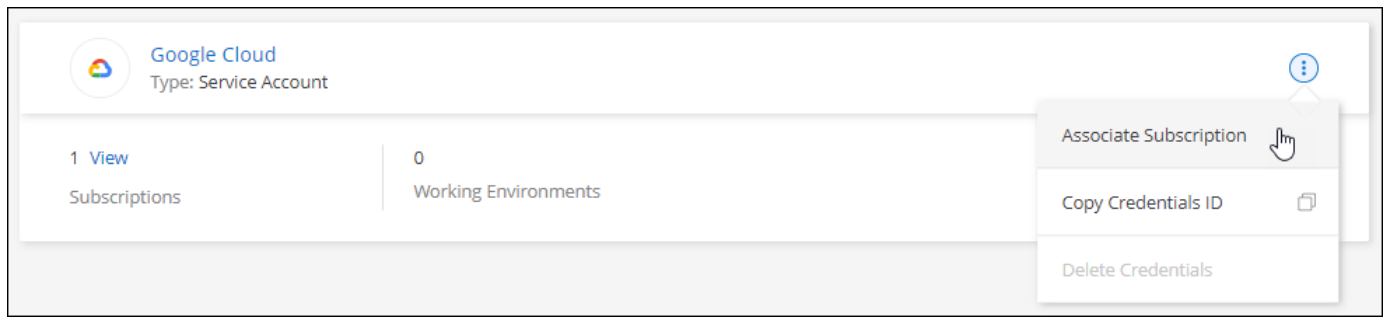 Google Cloud
Type: Service Account
1 View
Subscriptions
0
Working Environments
Associate Subscription
Copy Credentials ID
Delete Credentials